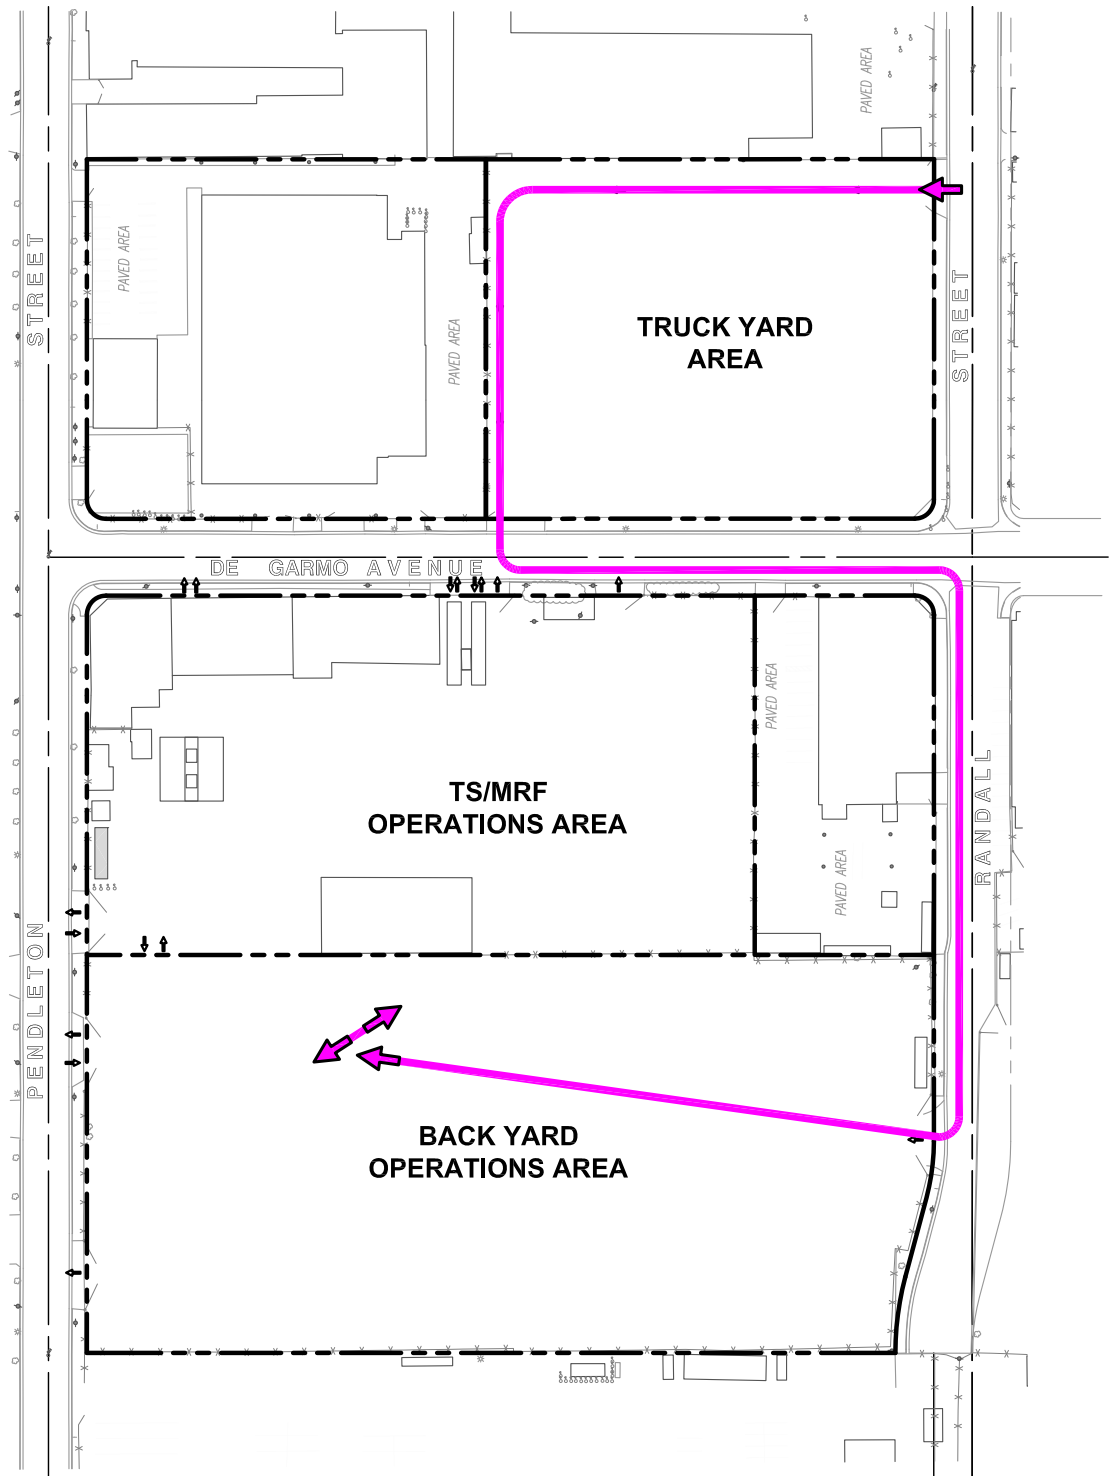 PAVED AREA
PAVED AREA
STREET
PAVED AREA
TRUCK YARD
AREA
STREET
DE GARMO AVENUE
PAVED AREA
TS/MRF
OPERATIONS AREA
RANDALL
PAVED AREA
PENDLETON
BACK YARD
OPERATIONS AREA